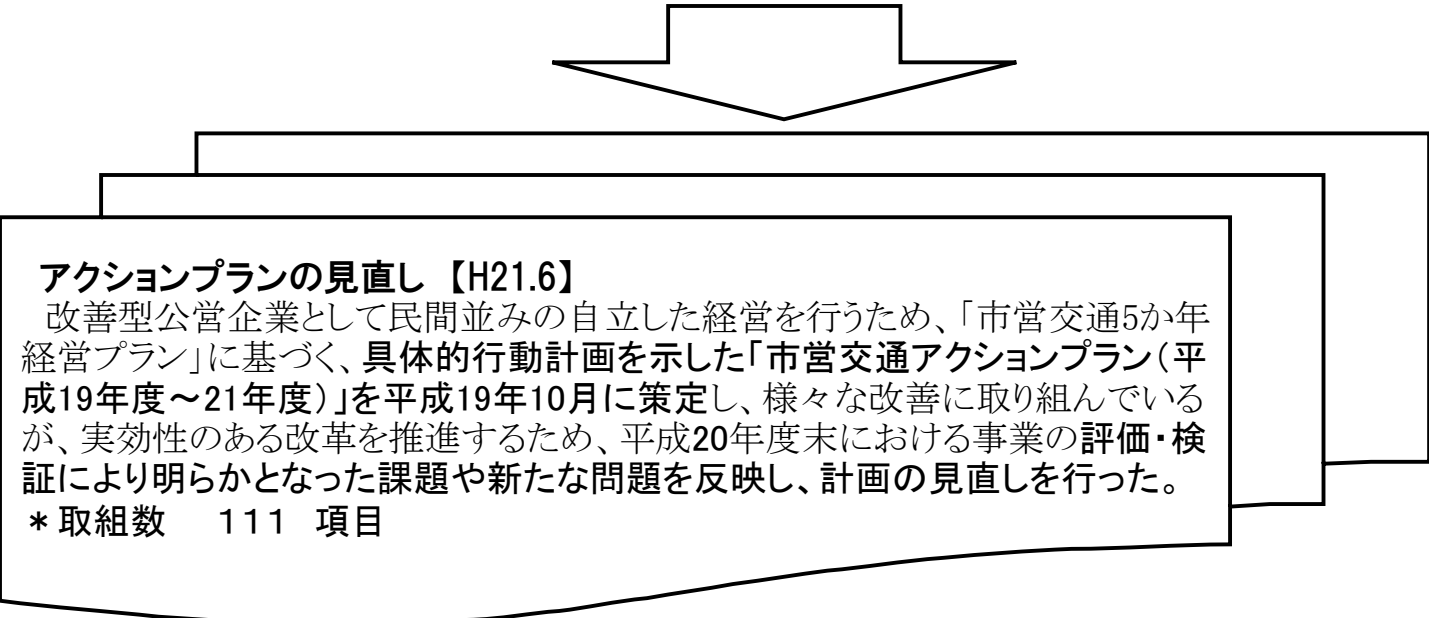 アクションプランの見直し 【H21.6】
改善型公営企業として民間並みの自立した経営を行うため、「市営交通5か年
経営プラン」に基づく、具体的行動計画を示した「市営交通アクションプラン（平
成19年度～21年度）」を平成19年10月に策定し、様々な改善に取り組んでいる
が、実効性のある改革を推進するため、平成20年度末における事業の評価・検
証により明らかとなった課題や新たな問題を反映し、計画の見直しを行った。
＊取組数　１１１　項目